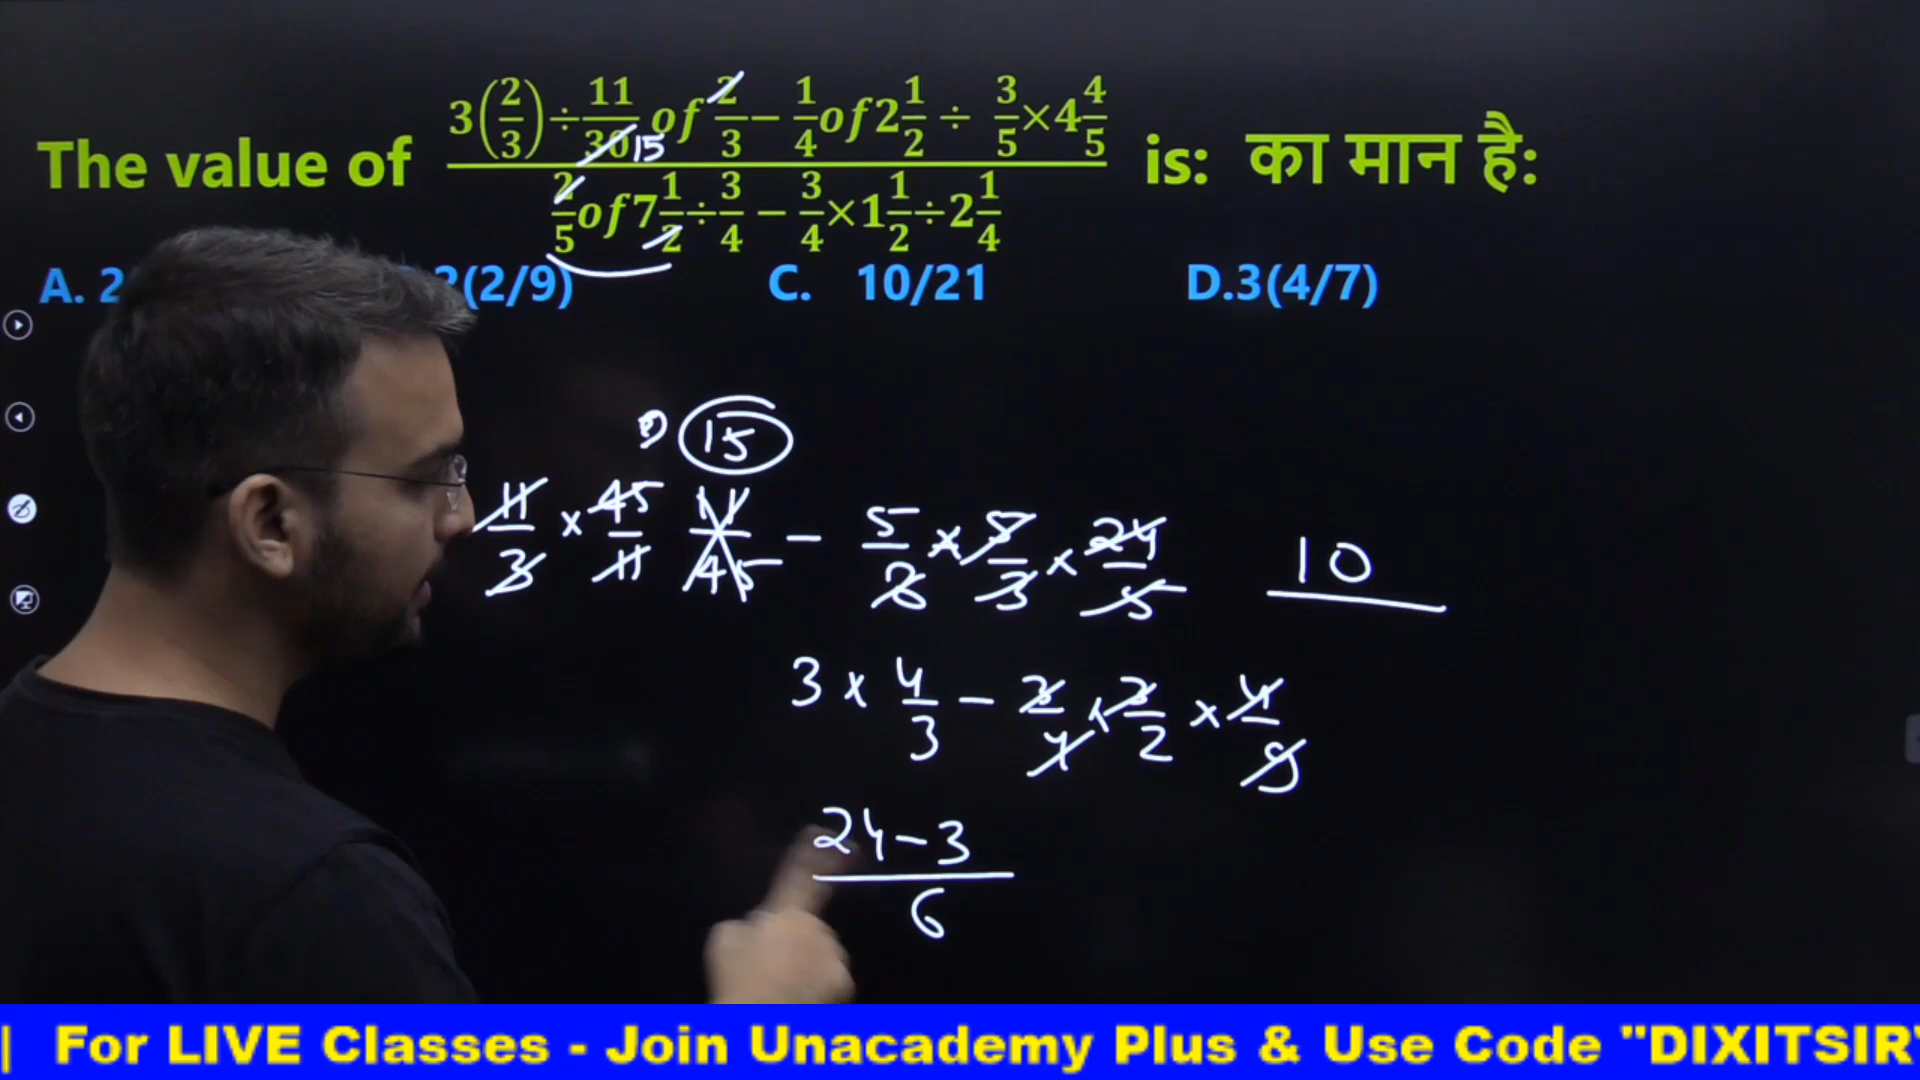 The value of 3(2/3) ÷ 11/30 of 2/3 − 1/4 of 2 1/2 ÷ 3/5 × 4 4/5 is: का मान है:
15
2/5 of 7 1/2 ÷ 3/4 − 3/4 × 1 1/2 ÷ 2 1/4
A. 2 2(2/9) C. 10/21 D.3(4/7)
15
11/3 × 45/11 11/45 − 5/8 × 5/3 × 24/5 10
3 × 4/3 − 3/4 × 3/2 × 4/9
24 − 3
6
| For LIVE Classes - Join Unacademy Plus & Use Code "DIXITSIR"